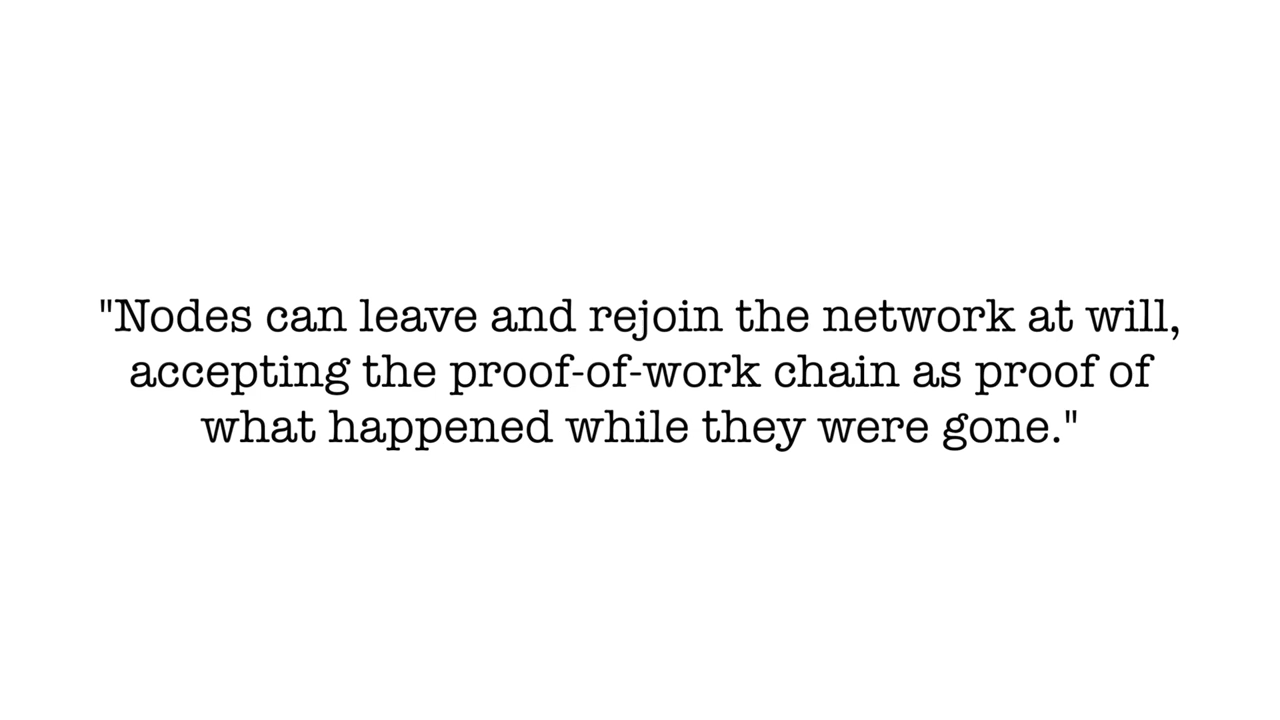 "Nodes can leave and rejoin the network at will,
accepting the proof-of-work chain as proof of
what happened while they were gone."